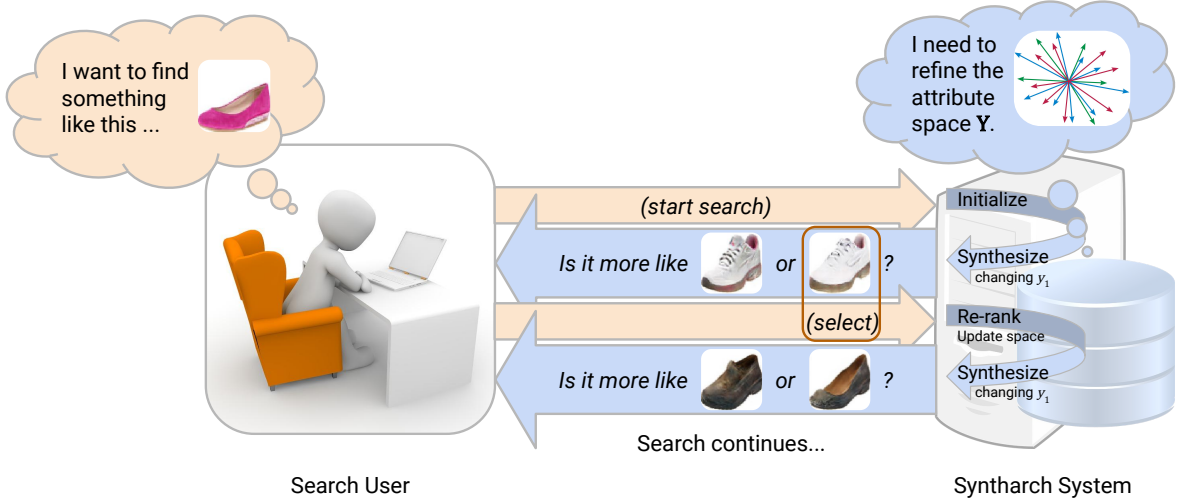 I want to find
something
like this ...
I need to
refine the
attribute
space Y.
(start search)
Initialize
Is it more like or ?
Synthesize
changing y₁
(select)
Re-rank
Update space
Is it more like or ?
Synthesize
changing y₁
Search continues...
Search User
Syntharch System